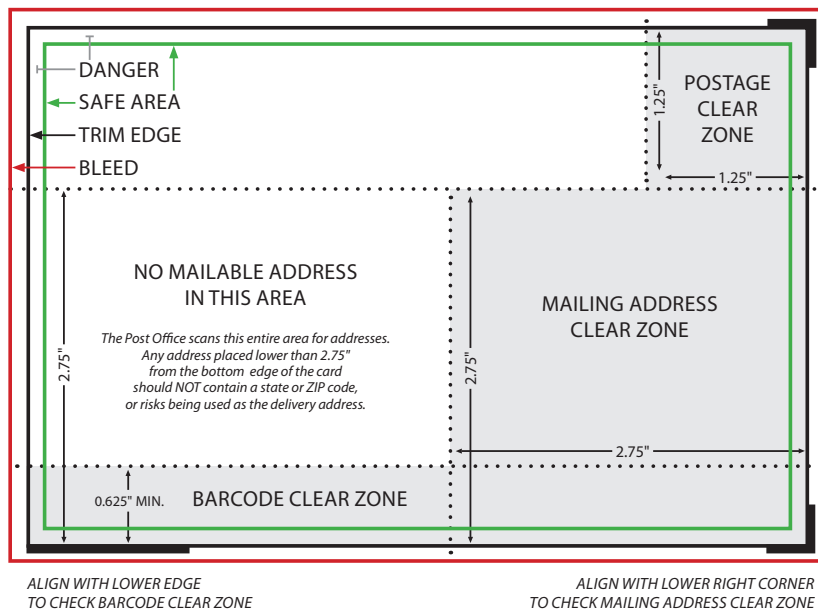 DANGER
SAFE AREA
TRIM EDGE
BLEED
POSTAGE
CLEAR
ZONE
1.25"
1.25"
NO MAILABLE ADDRESS
IN THIS AREA
The Post Office scans this entire area for addresses.
Any address placed lower than 2.75"
from the bottom edge of the card
should NOT contain a state or ZIP code,
or risks being used as the delivery address.
2.75"
MAILING ADDRESS
CLEAR ZONE
2.75"
2.75"
0.625" MIN.
BARCODE CLEAR ZONE
ALIGN WITH LOWER EDGE
TO CHECK BARCODE CLEAR ZONE
ALIGN WITH LOWER RIGHT CORNER
TO CHECK MAILING ADDRESS CLEAR ZONE